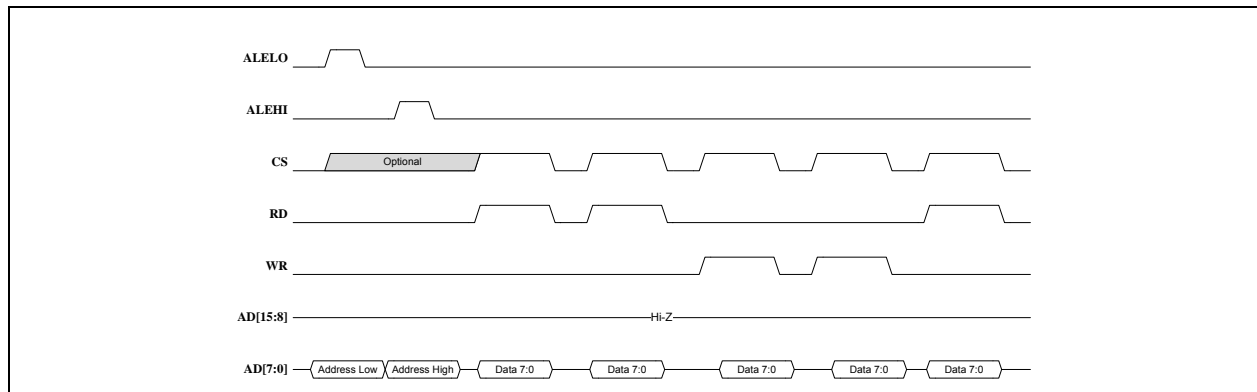 ALELO
ALEHI
CS Optional
RD
WR
AD[15:8] Hi-Z
AD[7:0] Address Low Address High Data 7:0 Data 7:0 Data 7:0 Data 7:0 Data 7:0